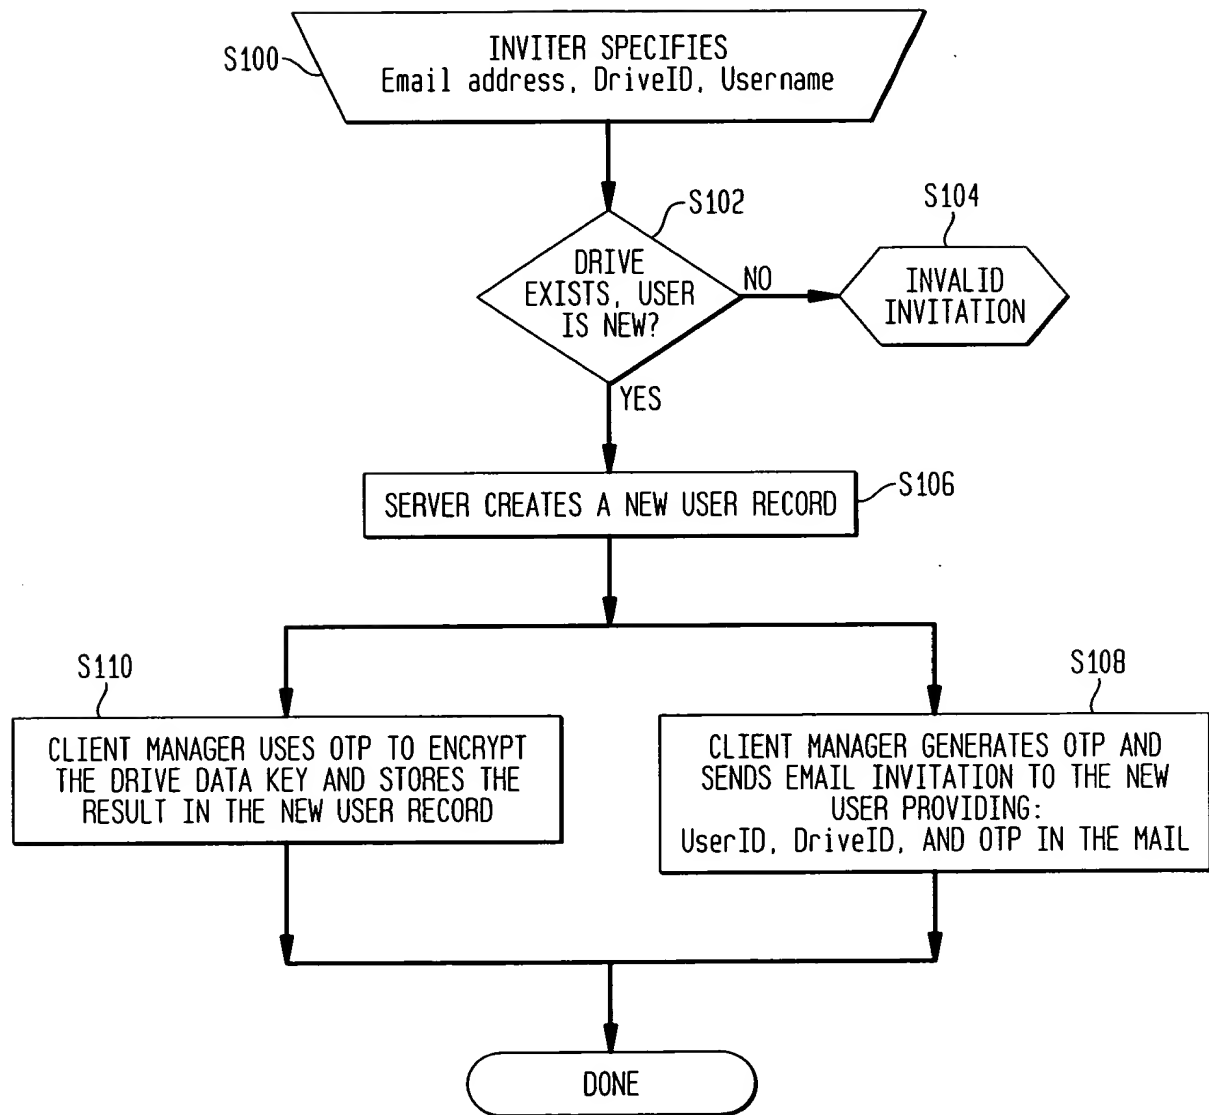 S100
INVITER SPECIFIES
Email address, DriveID, Username
S102
DRIVE
EXISTS, USER
IS NEW?
NO
S104
INVALID
INVITATION
YES
SERVER CREATES A NEW USER RECORD
S106
S110
CLIENT MANAGER USES OTP TO ENCRYPT
THE DRIVE DATA KEY AND STORES THE
RESULT IN THE NEW USER RECORD
S108
CLIENT MANAGER GENERATES OTP AND
SENDS EMAIL INVITATION TO THE NEW
USER PROVIDING:
UserID, DriveID, AND OTP IN THE MAIL
DONE